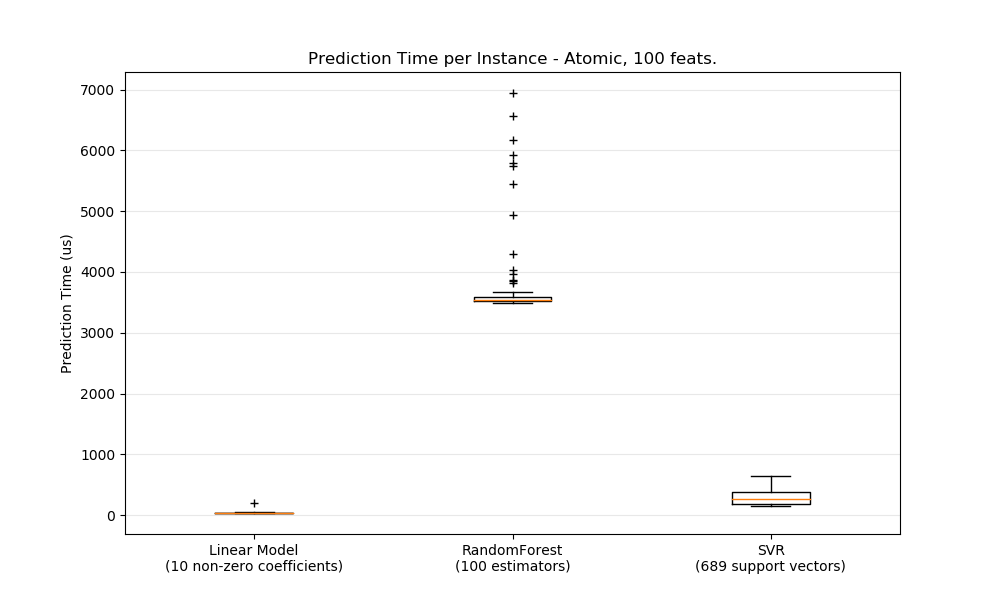 Prediction Time per Instance - Atomic, 100 feats.
Prediction Time (us)
7000
6000
5000
4000
3000
2000
1000
0
Linear Model
(10 non-zero coefficients)
RandomForest
(100 estimators)
SVR
(689 support vectors)